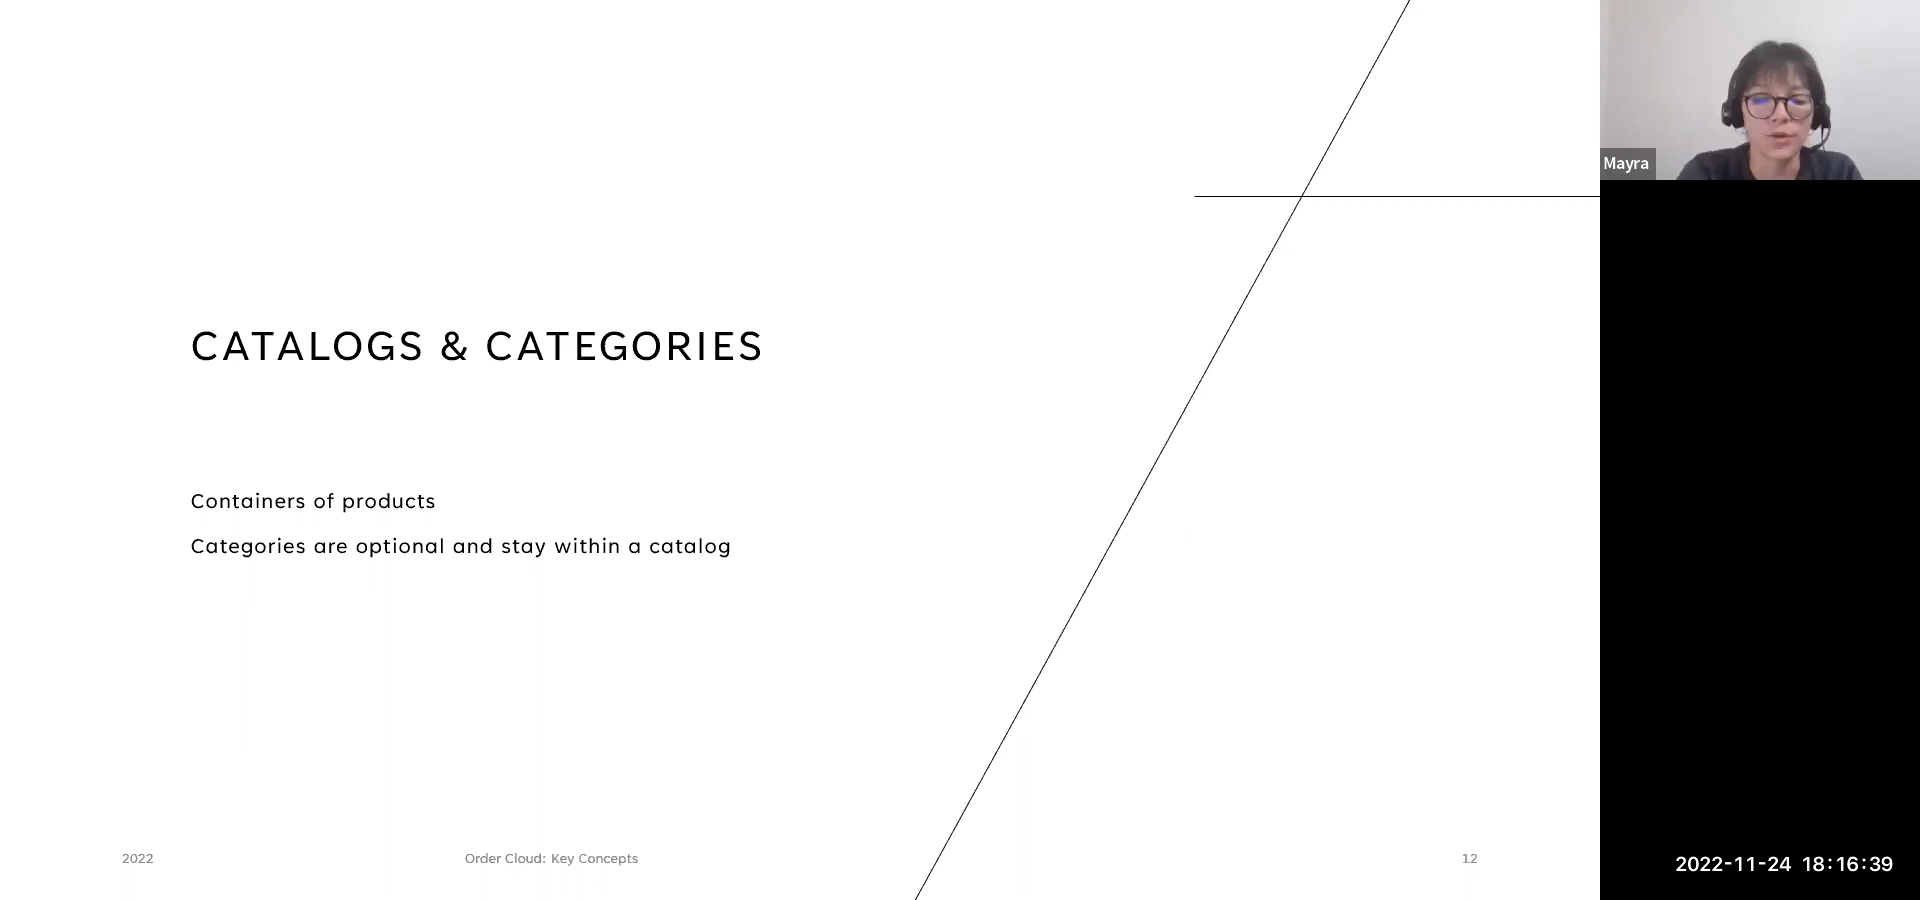 CATALOGS & CATEGORIES
Containers of products
Categories are optional and stay within a catalog
2022
Order Cloud: Key Concepts
12
Mayra
2022-11-24 18:16:39